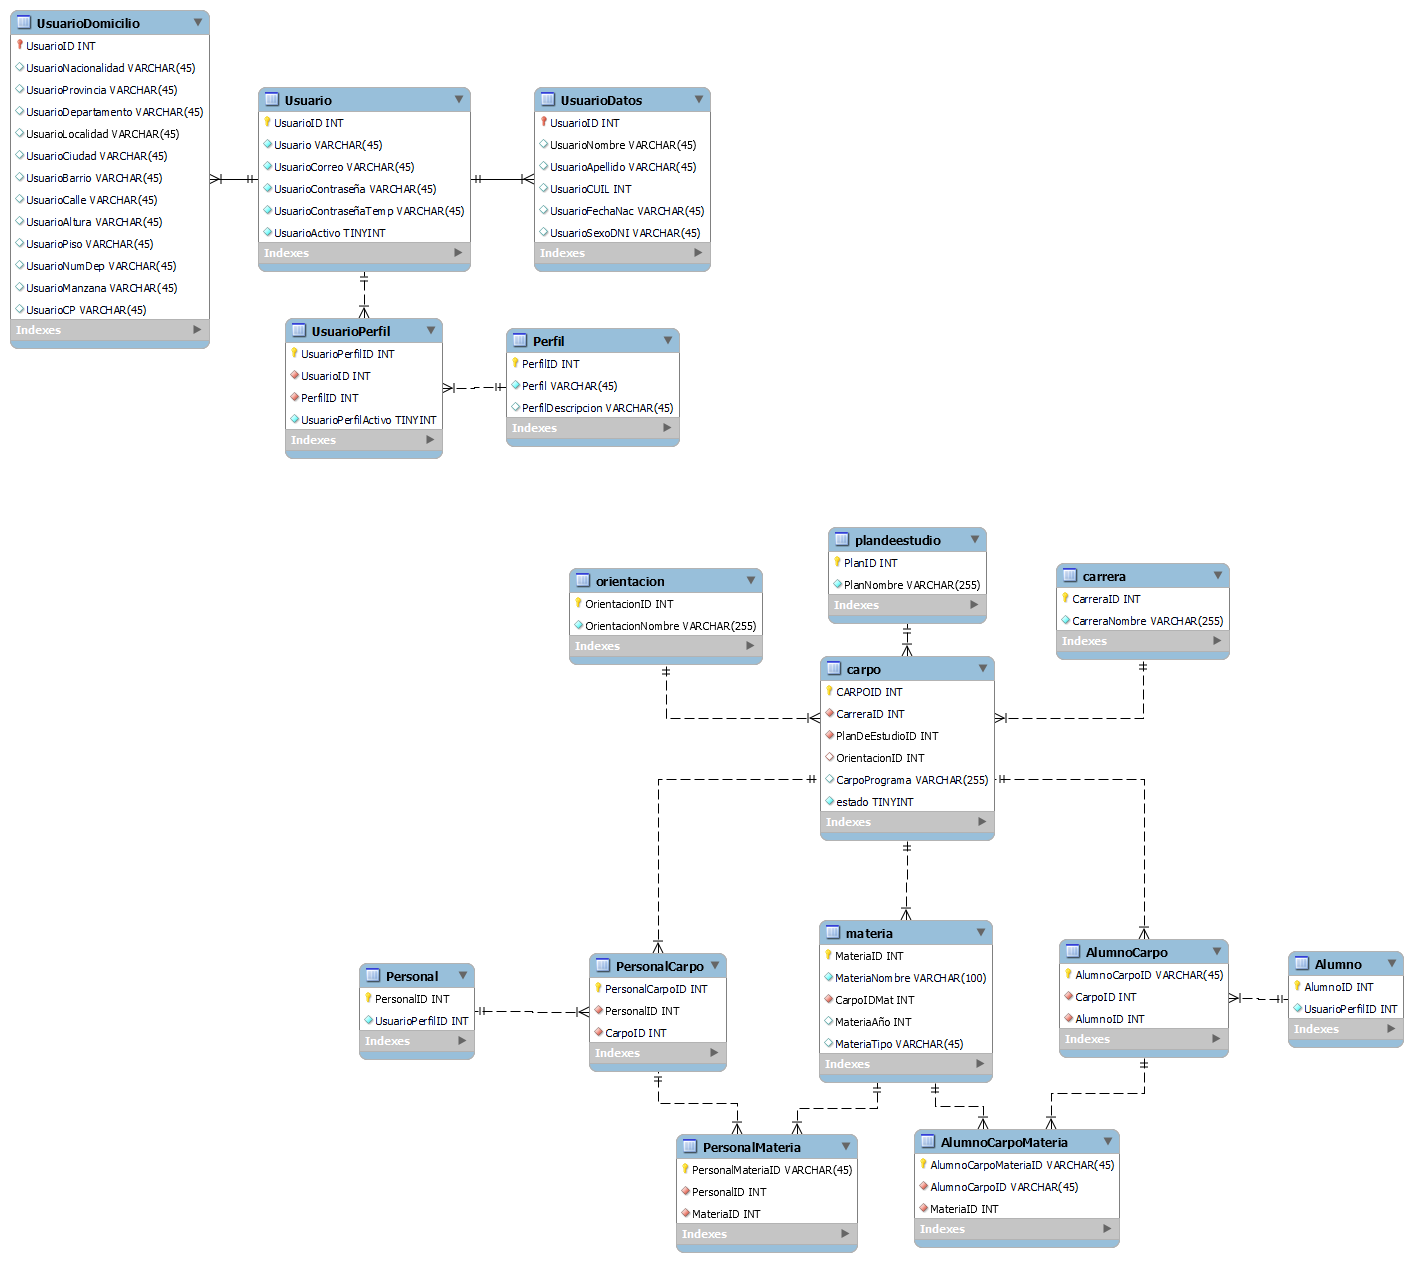 UsuarioDomicilio
UsuarioID INT
UsuarioNacionalidad VARCHAR(45)
UsuarioProvincia VARCHAR(45)
UsuarioDepartamento VARCHAR(45)
UsuarioLocalidad VARCHAR(45)
UsuarioCiudad VARCHAR(45)
UsuarioBarrio VARCHAR(45)
UsuarioCalle VARCHAR(45)
UsuarioAltura VARCHAR(45)
UsuarioPiso VARCHAR(45)
UsuarioNumDep VARCHAR(45)
UsuarioManzana VARCHAR(45)
UsuarioCP VARCHAR(45)
Indexes
Usuario
UsuarioID INT
Usuario VARCHAR(45)
UsuarioCorreo VARCHAR(45)
UsuarioContraseña VARCHAR(45)
UsuarioContraseñaTemp VARCHAR(45)
UsuarioActivo TINYINT
Indexes
UsuarioDatos
UsuarioID INT
UsuarioNombre VARCHAR(45)
UsuarioApellido VARCHAR(45)
UsuarioCUIL INT
UsuarioFechaNac VARCHAR(45)
UsuarioSexoDNI VARCHAR(45)
Indexes
UsuarioPerfil
UsuarioPerfilID INT
UsuarioID INT
PerfilID INT
UsuarioPerfilActivo TINYINT
Indexes
Perfil
PerfilID INT
Perfil VARCHAR(45)
PerfilDescripcion VARCHAR(45)
Indexes
plandeestudio
PlanID INT
PlanNombre VARCHAR(255)
Indexes
orientacion
OrientacionID INT
OrientacionNombre VARCHAR(255)
Indexes
carrera
CarreraID INT
CarreraNombre VARCHAR(255)
Indexes
carpo
CARPOID INT
CarreraID INT
PlanDeEstudioID INT
OrientacionID INT
CarpoPrograma VARCHAR(255)
estado TINYINT
Indexes
Personal
PersonalID INT
UsuarioPerfilID INT
Indexes
PersonalCarpo
PersonalCarpoID INT
PersonalID INT
CarpoID INT
Indexes
materia
MateriaID INT
MateriaNombre VARCHAR(100)
CarpoIDMat INT
MateriaAño INT
MateriaTipo VARCHAR(45)
Indexes
AlumnoCarpo
AlumnoCarpoID VARCHAR(45)
CarpoID INT
AlumnoID INT
Indexes
Alumno
AlumnoID INT
UsuarioPerfilID INT
Indexes
PersonalMateria
PersonalMateriaID VARCHAR(45)
PersonalID INT
MateriaID INT
Indexes
AlumnoCarpoMateria
AlumnoCarpoMateriaID VARCHAR(45)
AlumnoCarpoID VARCHAR(45)
MateriaID INT
Indexes